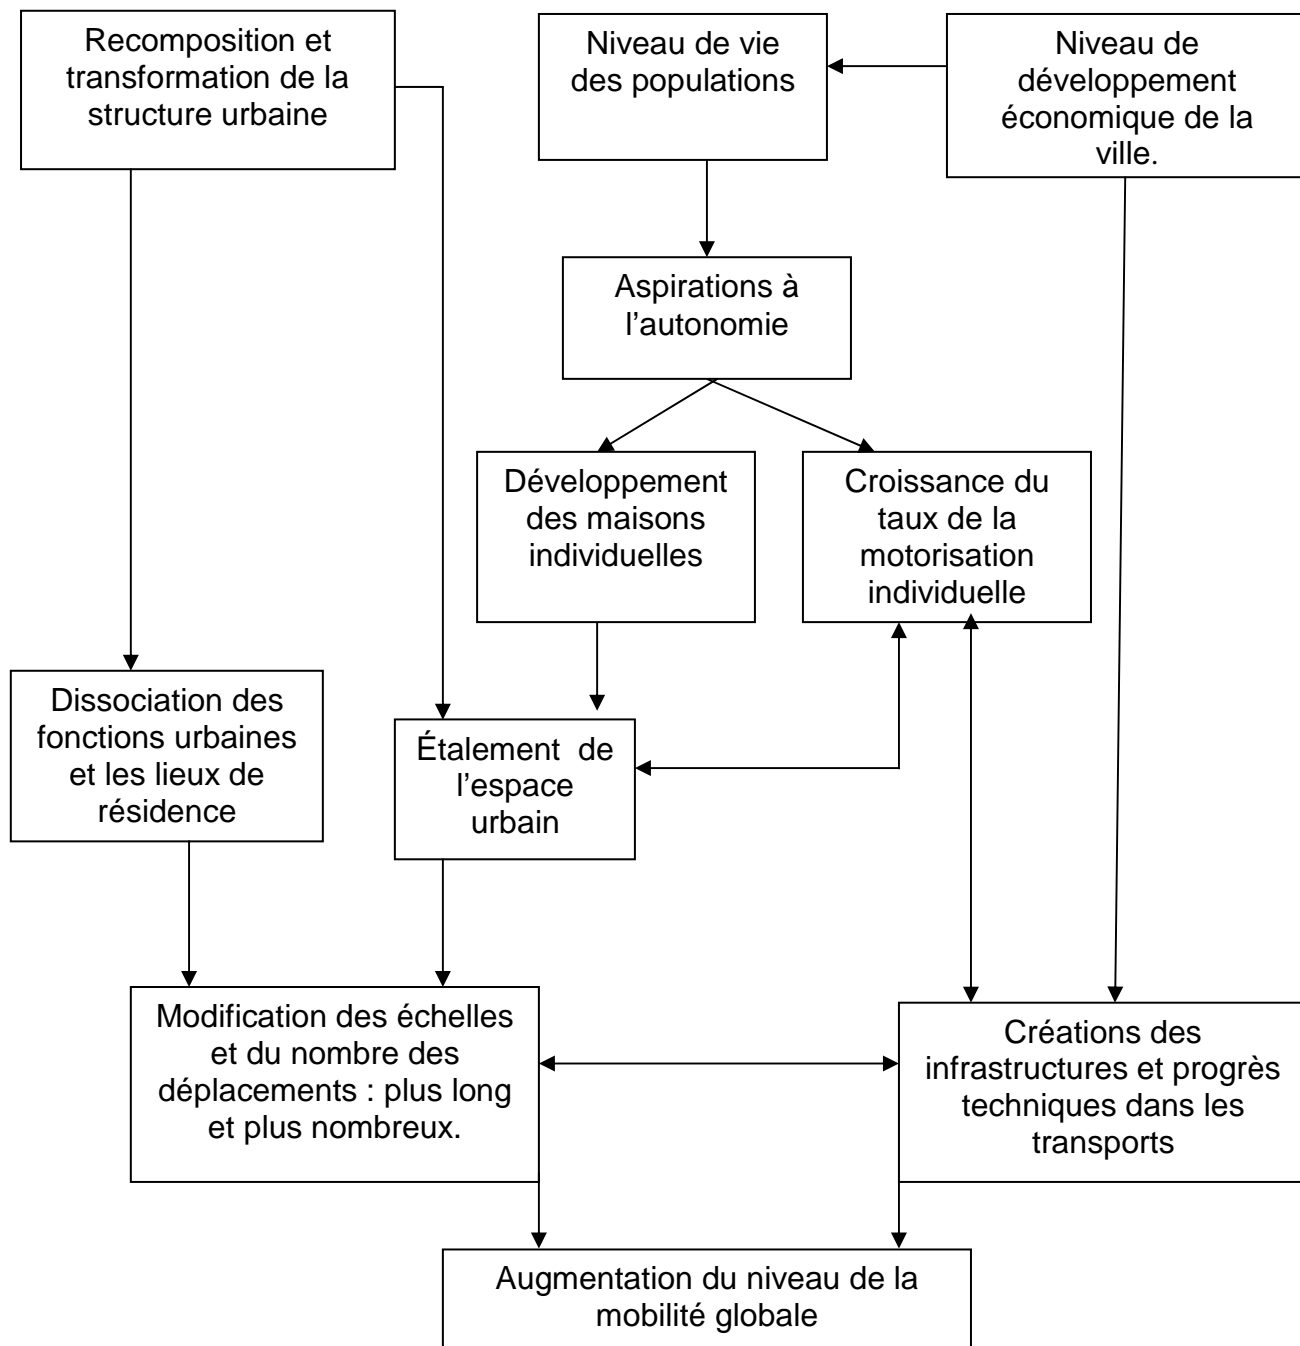 Recomposition et
transformation de la
structure urbaine
Niveau de vie
des populations
Niveau de
développement
économique de la
ville.
Aspirations à
l’autonomie
Développement
des maisons
individuelles
Croissance du
taux de la
motorisation
individuelle
Dissociation des
fonctions urbaines
et les lieux de
résidence
Étalement de
l’espace
urbain
Modification des échelles
et du nombre des
déplacements : plus long
et plus nombreux.
Créations des
infrastructures et progrès
techniques dans les
transports
Augmentation du niveau de la
mobilité globale